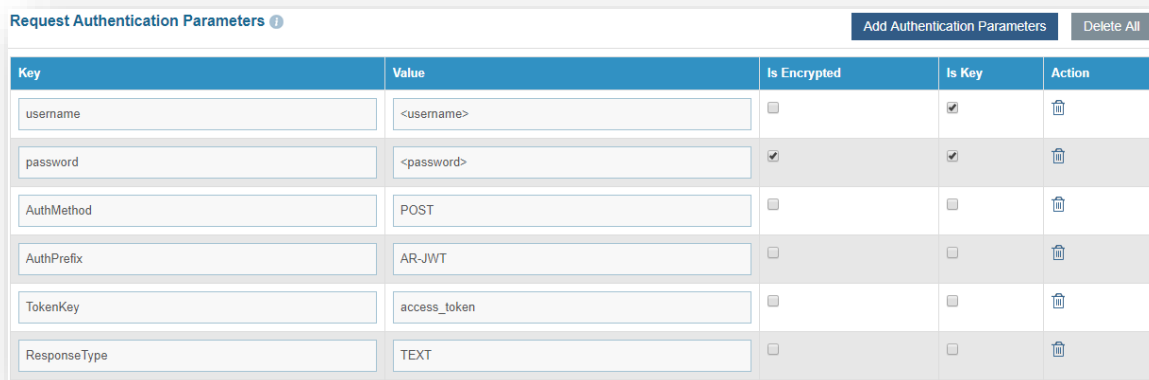 Request Authentication Parameters i Add Authentication Parameters Delete All
Key Value Is Encrypted Is Key Action
username <username>
password <password>
AuthMethod POST
AuthPrefix AR-JWT
TokenKey access_token
ResponseType TEXT